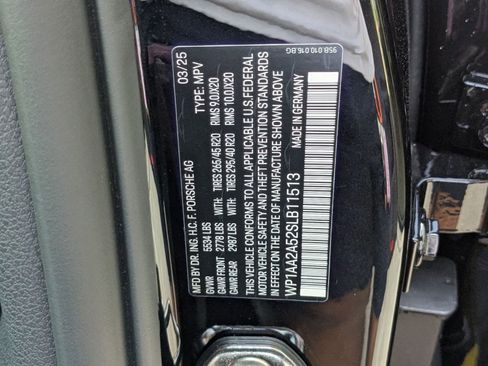 MFD BY: DR. ING. H.C. F. PORSCHE AG 03/25
GVWR 5534 LBS TYPE: MPV
GAWR FRONT 2778 LBS WITH: TIRES 265/45 R20 RIMS 9.0JX20
GAWR REAR 2987 LBS WITH: TIRES 295/40 R20 RIMS 10.0JX20
THIS VEHICLE CONFORMS TO ALL APPLICABLE U.S. FEDERAL
MOTOR VEHICLE SAFETY AND THEFT PREVENTION STANDARDS
IN EFFECT ON THE DATE OF MANUFACTURE SHOWN ABOVE
WP1AA2A52SLB11513 MADE IN GERMANY
958.010.016.BG